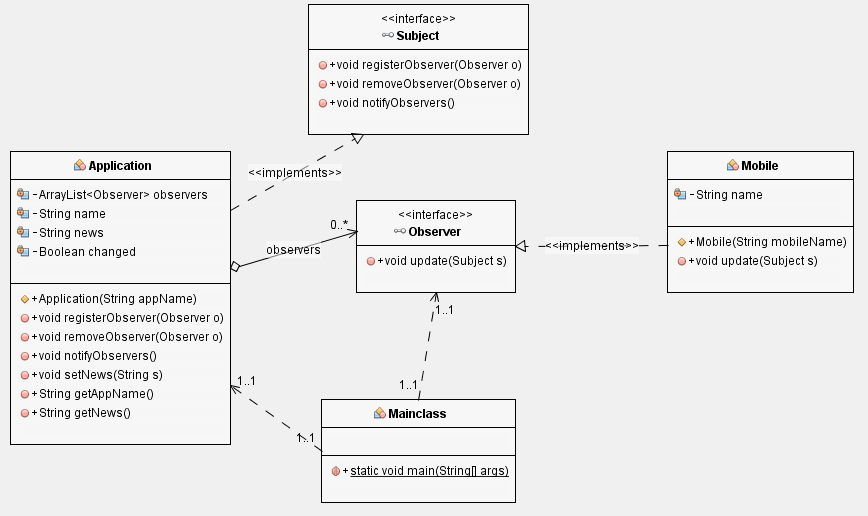 <<interface>>
Subject
+void registerObserver(Observer o)
+void removeObserver(Observer o)
+void notifyObservers()
Application
-ArrayList<Observer> observers
-String name
-String news
-Boolean changed
+Application(String appName)
+void registerObserver(Observer o)
+void removeObserver(Observer o)
+void notifyObservers()
+void setNews(String s)
+String getAppName()
+String getNews()
<<implements>>
0..*
observers
<<interface>>
Observer
+void update(Subject s)
<<implements>>
Mobile
-String name
+Mobile(String mobileName)
+void update(Subject s)
1..1
1..1
1..1
1..1
Mainclass
+static void main(String[] args)